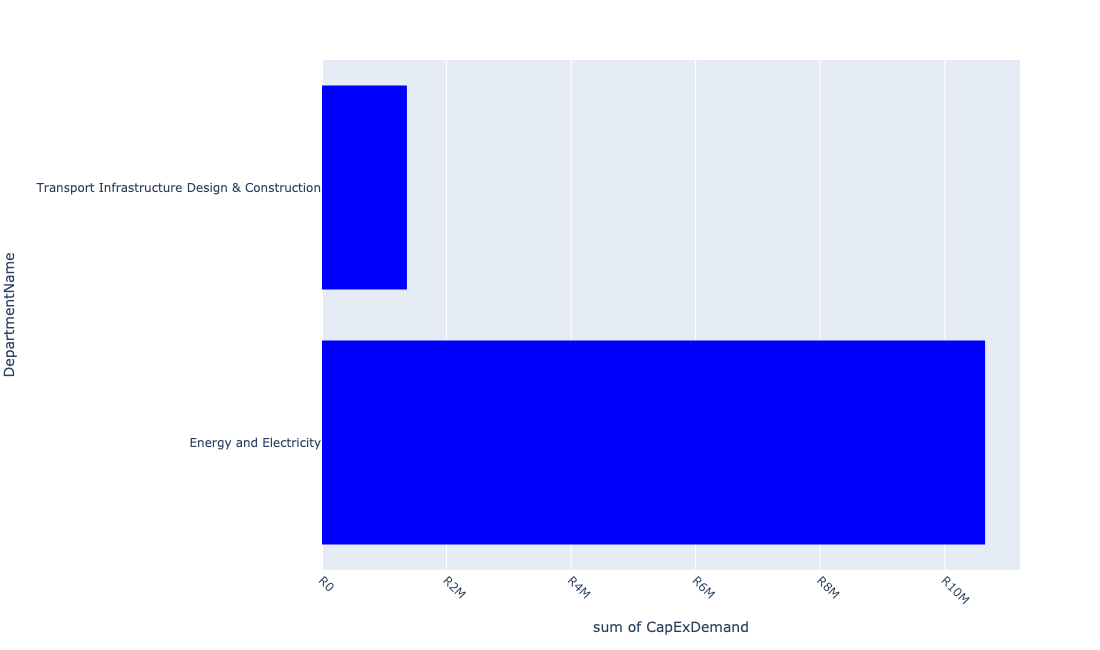 DepartmentName
Transport Infrastructure Design & Construction
Energy and Electricity
R0
R2M
R4M
R6M
R8M
R10M
sum of CapExDemand